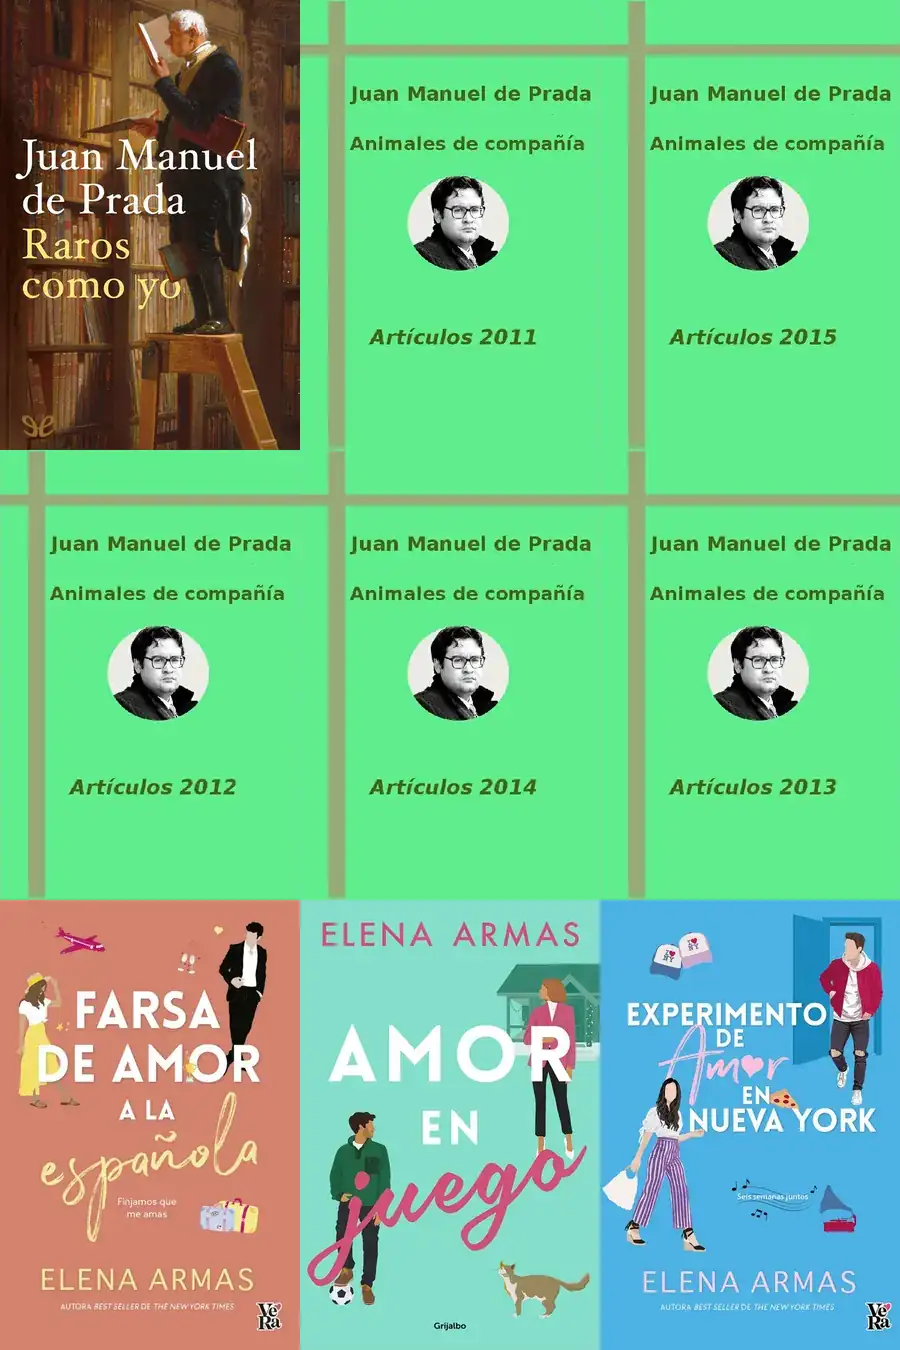 Juan Manuel
de Prada
Raros
como yo
Juan Manuel de Prada
Animales de compañía
Artículos 2011
Juan Manuel de Prada
Animales de compañía
Artículos 2015
Juan Manuel de Prada
Animales de compañía
Artículos 2012
Juan Manuel de Prada
Animales de compañía
Artículos 2014
Juan Manuel de Prada
Animales de compañía
Artículos 2013
FARSA
DE AMOR
A LA
española
Finjamos que
me amas
ELENA ARMAS
AUTORA BEST SELLER DE THE NEW YORK TIMES
VeRa
ELENA ARMAS
AMOR
EN
juego
Grijalbo
I ♥ NY
I ♥ NY
EXPERIMENTO
DE
Amor
EN
NUEVA YORK
Seis semanas juntos
ELENA ARMAS
AUTORA BEST SELLER DE THE NEW YORK TIMES
VeRa